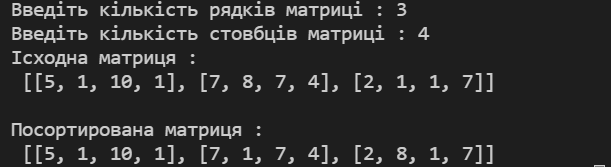 Введіть кількість рядків матриці : 3
Введіть кількість стовбців матриці : 4
Ісходна матриця :
[[5, 1, 10, 1], [7, 8, 7, 4], [2, 1, 1, 7]]
Посортирована матриця :
[[5, 1, 10, 1], [7, 1, 7, 4], [2, 8, 1, 7]]